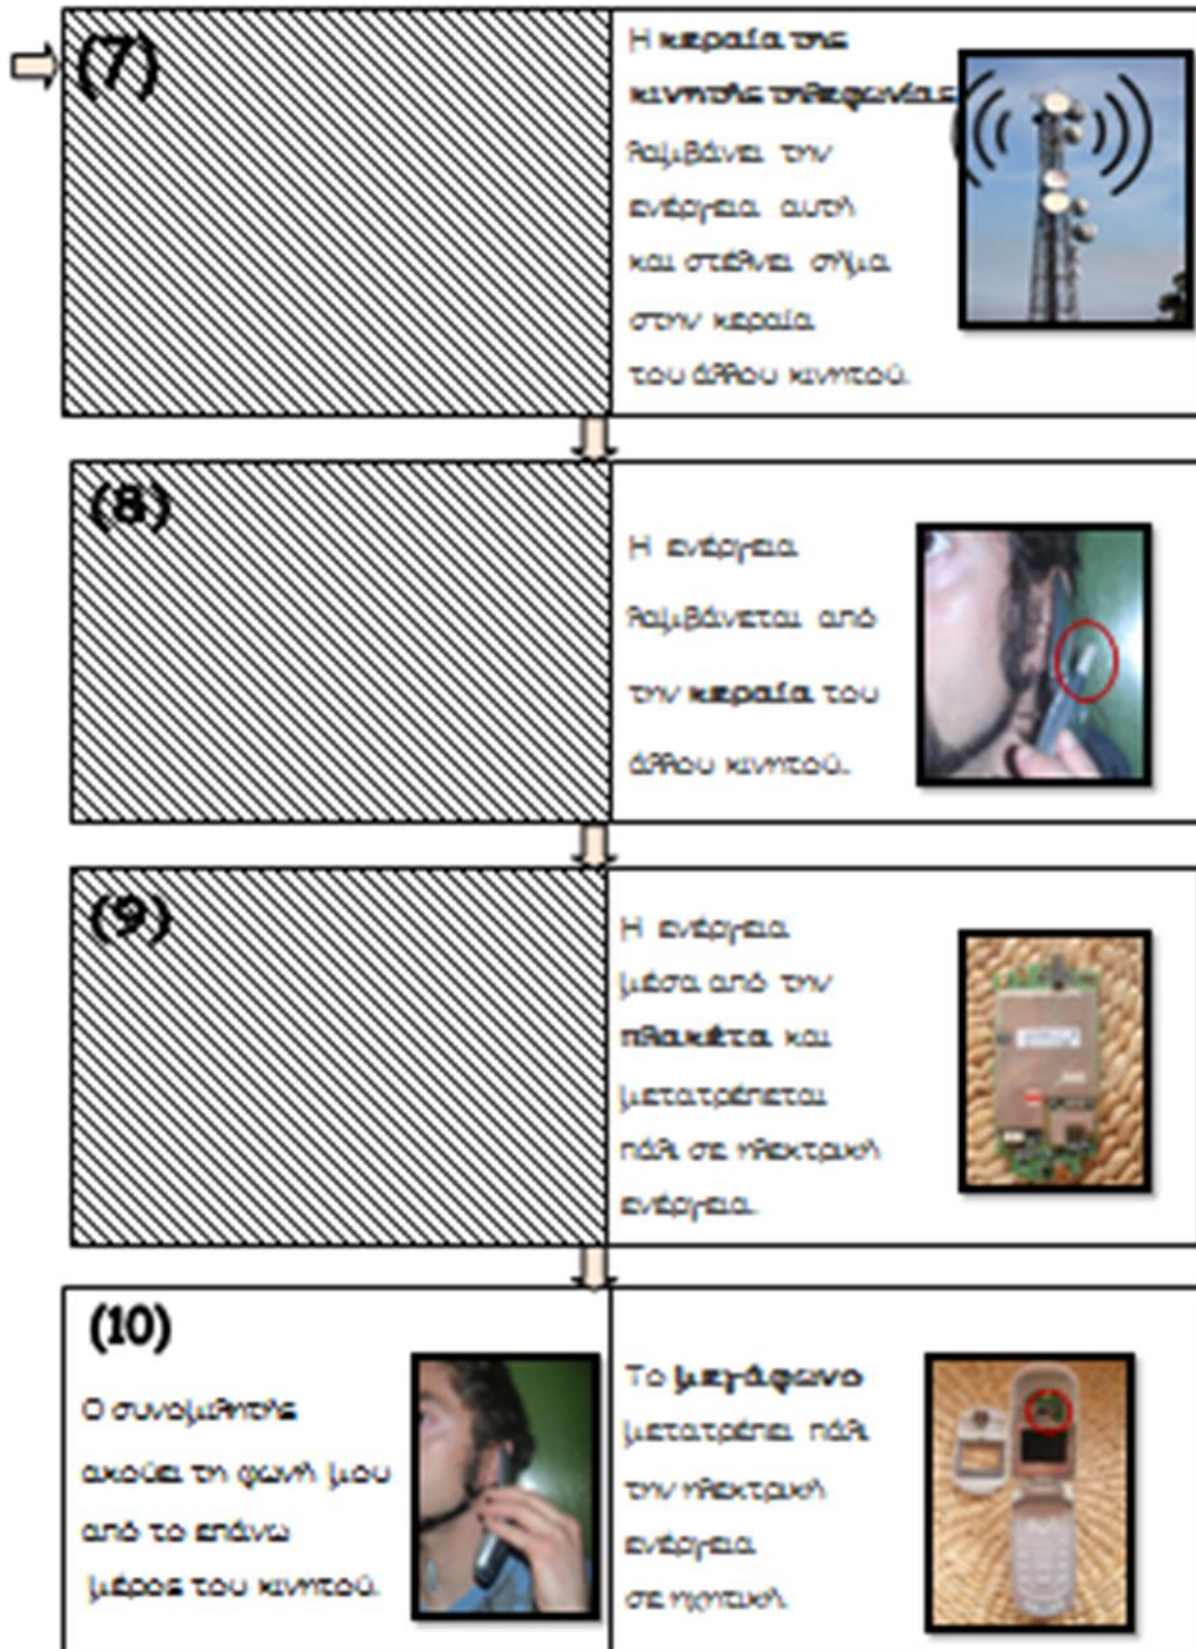 (7)
Η κεραία της
κινητής τηλεφωνίας
λαμβάνει την
ενέργεια αυτή
και στέλνει σήμα
στην κεραία
του άλλου κινητού.
(8)
Η ενέργεια
λαμβάνεται από
την κεραία του
άλλου κινητού.
(9)
Η ενέργεια
μέσα από την
πλακέτα και
μετατρέπεται
πάλι σε ηλεκτρική
ενέργεια.
(10)
Ο συνομιλητής
ακούει τη φωνή μου
από το επάνω
μέρος του κινητού.
Το μεγάφωνο
μετατρέπει πάλι
την ηλεκτρική
ενέργεια
σε ηχητική.